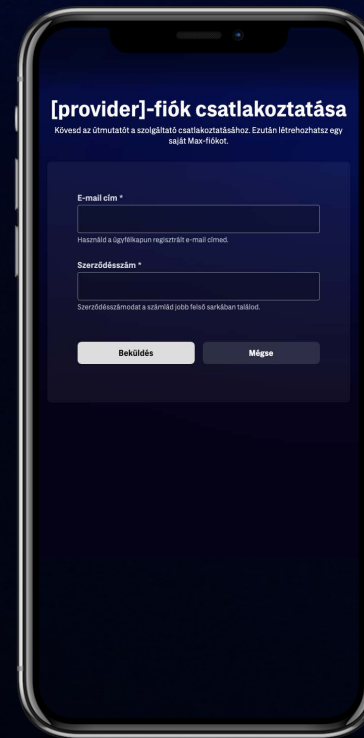 [provider]-fiók csatlakoztatása
Kövesd az útmutatót a szolgáltató csatlakoztatásához. Ezután létrehozhatsz egy
saját Max-fiókot.
E-mail cím *
Használd a ügyfélkapun regisztrált e-mail címed.
Szerződésszám *
Szerződésszámodat a számlád jobb felső sarkában találod.
Beküldés
Mégse